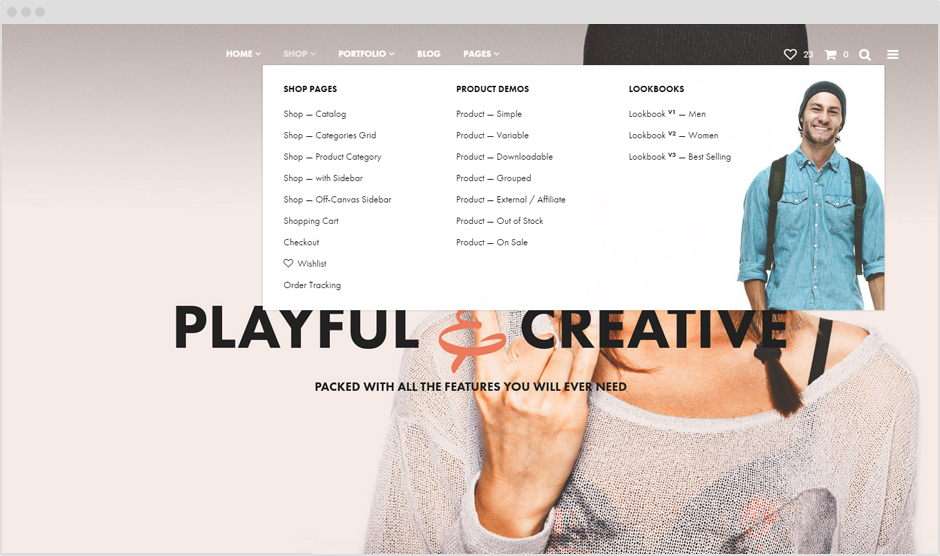 HOME SHOP PORTFOLIO BLOG PAGES 23 0
SHOP PAGES
Shop — Catalog
Shop — Categories Grid
Shop — Product Category
Shop — with Sidebar
Shop — Off-Canvas Sidebar
Shopping Cart
Checkout
Wishlist
Order Tracking
PRODUCT DEMOS
Product — Simple
Product — Variable
Product — Downloadable
Product — Grouped
Product — External / Affiliate
Product — Out of Stock
Product — On Sale
LOOKBOOKS
Lookbook V1 — Men
Lookbook V2 — Women
Lookbook V3 — Best Selling
PLAYFUL & CREATIVE
PACKED WITH ALL THE FEATURES YOU WILL EVER NEED